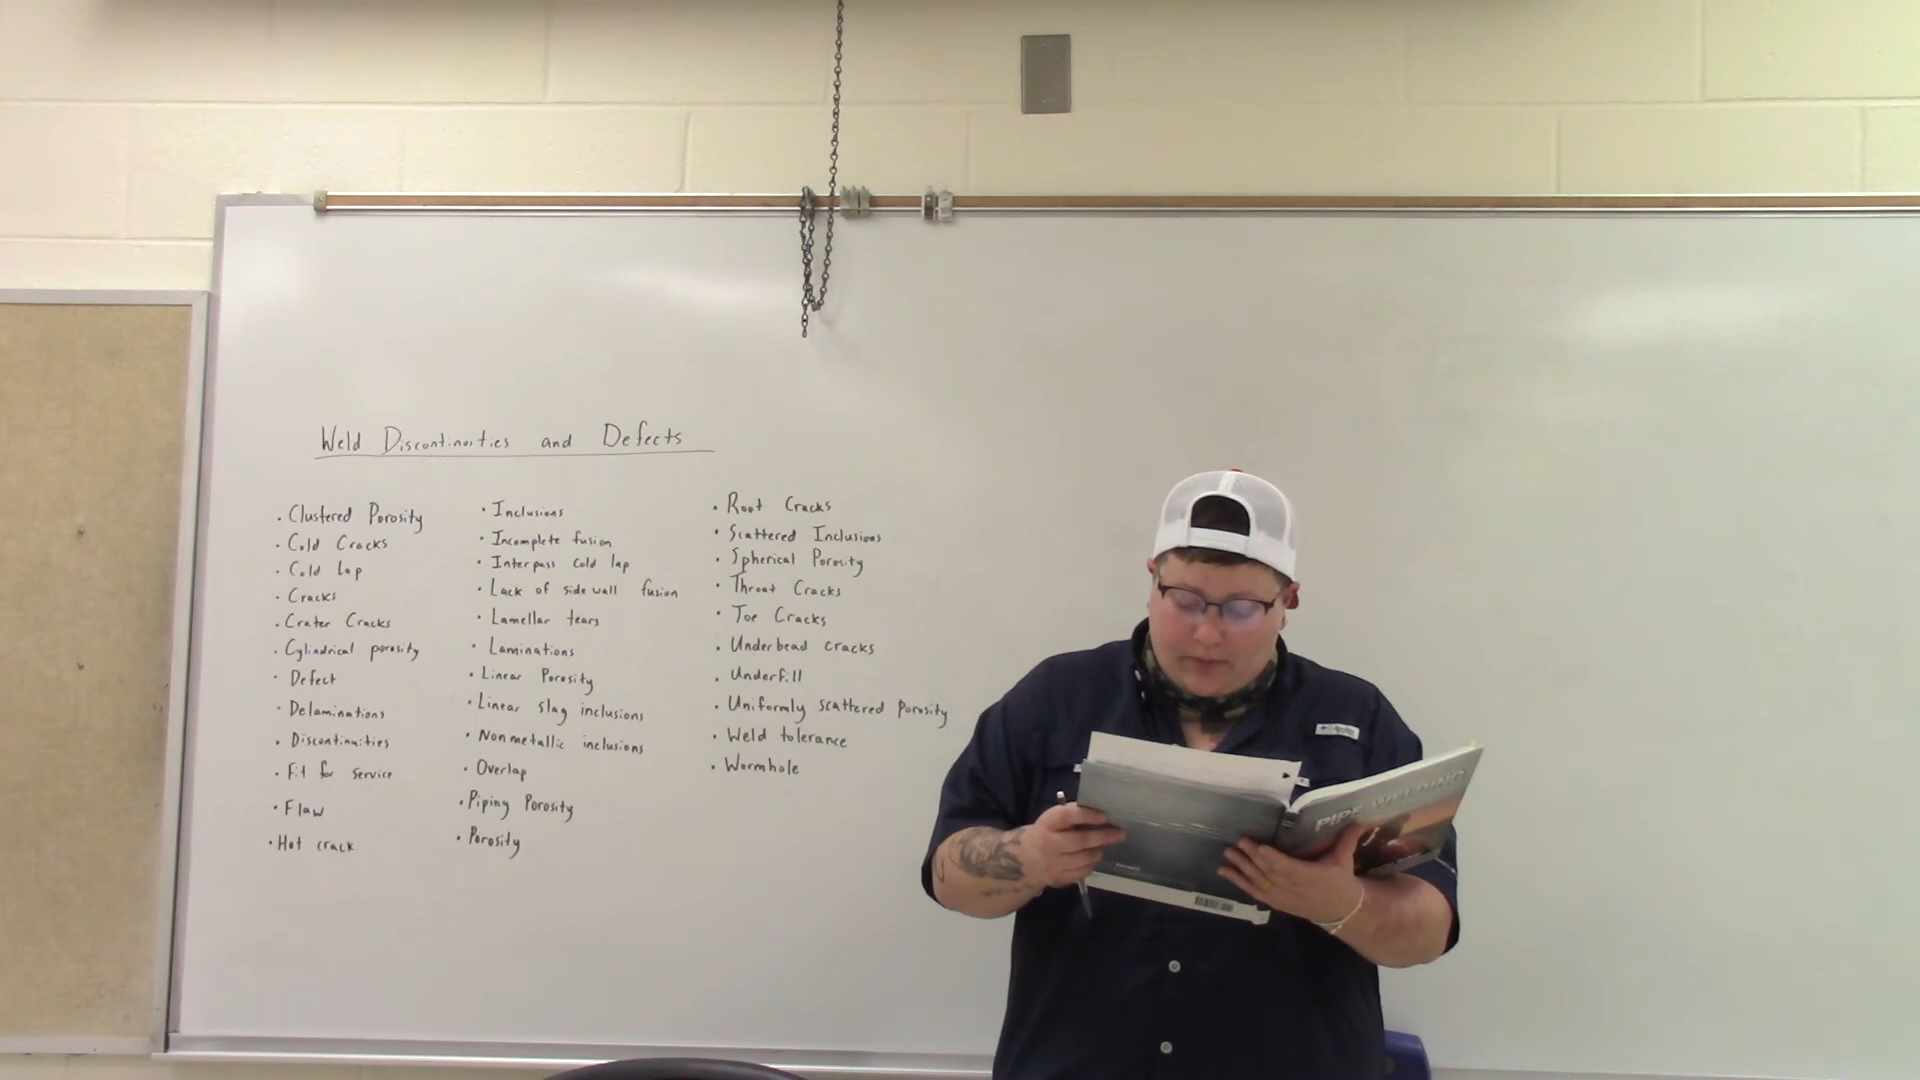 Weld Discontinuities and Defects
• Clustered Porosity
• Cold Cracks
• Cold Lap
• Cracks
• Crater Cracks
• Cylindrical porosity
• Defect
• Delaminations
• Discontinuities
• Fit for service
• Flaw
• Hot crack
• Inclusions
• Incomplete fusion
• Interpass cold lap
• Lack of side wall fusion
• Lamellar tears
• Laminations
• Linear Porosity
• Linear slag inclusions
• Nonmetallic inclusions
• Overlap
• Piping Porosity
• Porosity
• Root Cracks
• Scattered Inclusions
• Spherical Porosity
• Throat Cracks
• Toe Cracks
• Underbead cracks
• Underfill
• Uniformly scattered porosity
• Weld tolerance
• Wormhole
PIPE WELDING